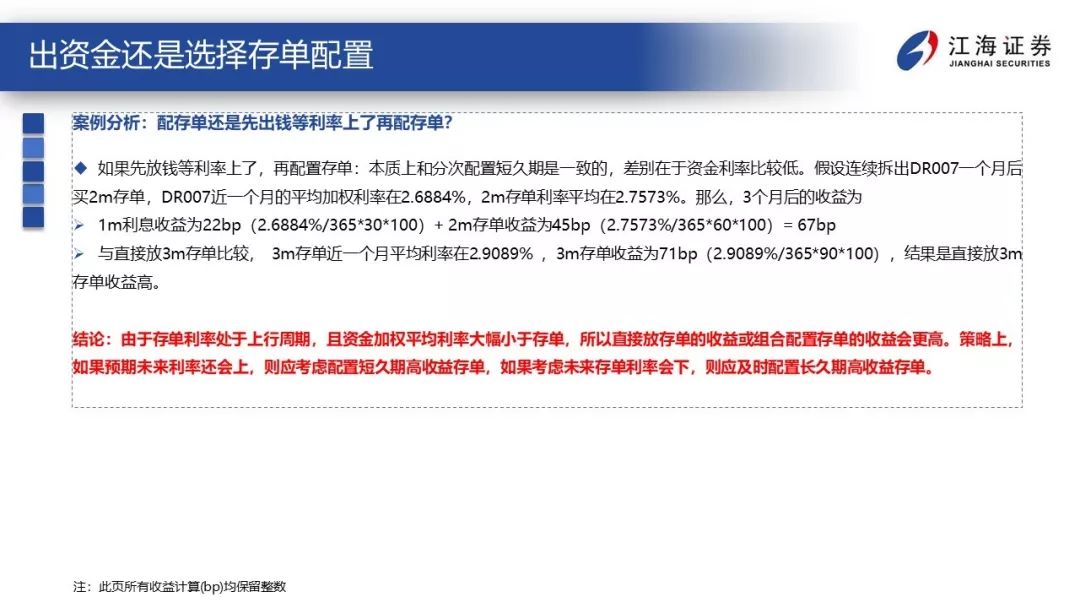 出资金还是选择存单配置
江海证券
JIANGHAI SECURITIES
案例分析：配存单还是先出钱等利率上了再配存单？
◆ 如果先放钱等利率上了，再配置存单：本质上和分次配置短久期是一致的，差别在于资金利率比较低。假设连续拆出DR007一个月后
买2m存单，DR007近一个月的平均加权利率在2.6884%，2m存单利率平均在2.7573%。那么，3个月后的收益为
➢ 1m利息收益为22bp（2.6884%/365*30*100）+ 2m存单收益为45bp（2.7573%/365*60*100）= 67bp
➢ 与直接放3m存单比较， 3m存单近一个月平均利率在2.9089% ，3m存单收益为71bp（2.9089%/365*90*100）, 结果是直接放3m
存单收益高。
结论：由于存单利率处于上行周期，且资金加权平均利率大幅小于存单，所以直接放存单的收益或组合配置存单的收益会更高。策略上，
如果预期未来利率还会上，则应考虑配置短久期高收益存单，如果考虑未来存单利率会下，则应及时配置长久期高收益存单。
注：此页所有收益计算(bp)均保留整数